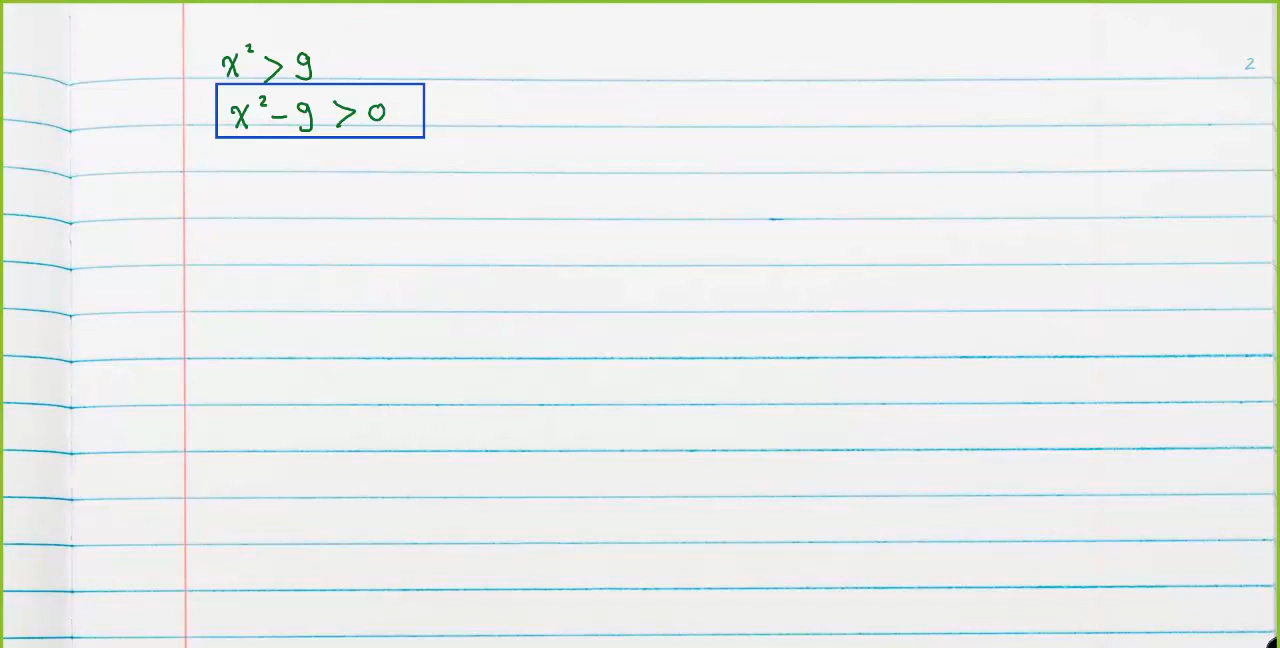 2
x² > 9
x² - 9 > 0